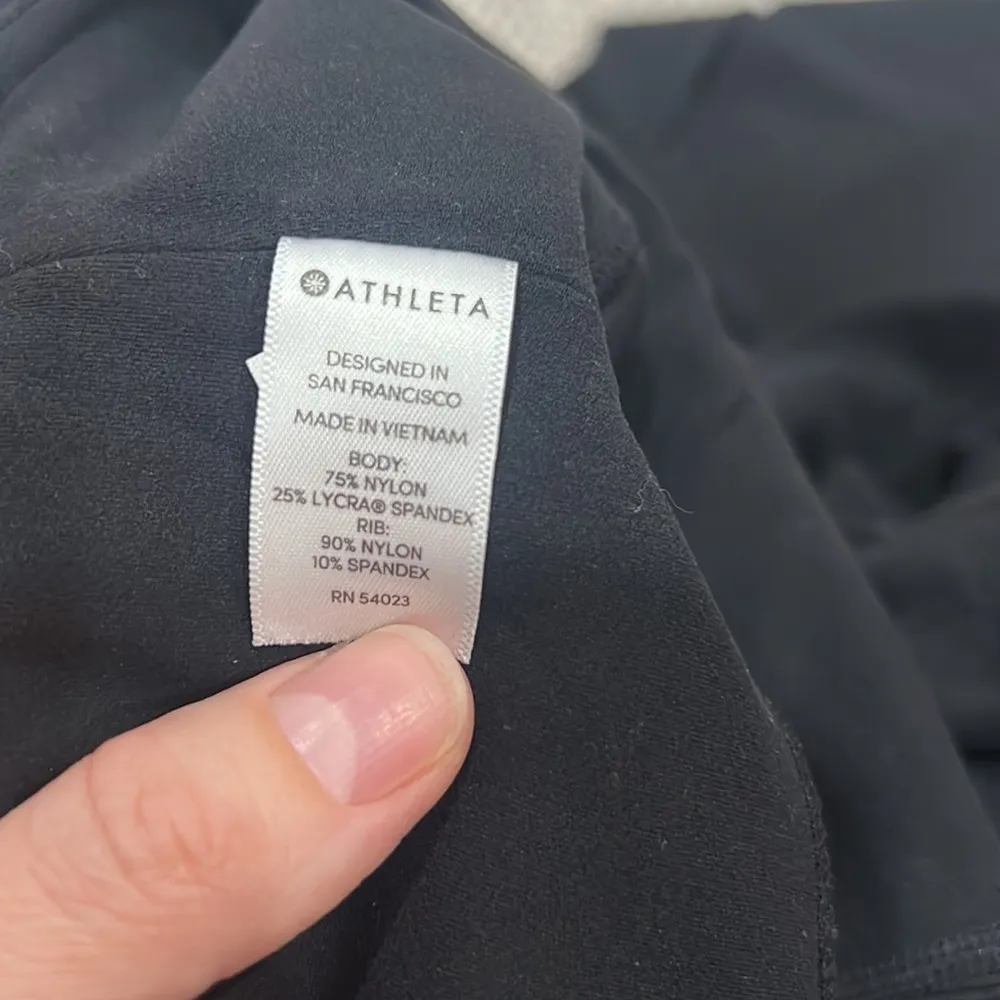 ATHLETA
DESIGNED IN
SAN FRANCISCO
MADE IN VIETNAM
BODY:
75% NYLON
25% LYCRA® SPANDEX
RIB:
90% NYLON
10% SPANDEX
RN 54023